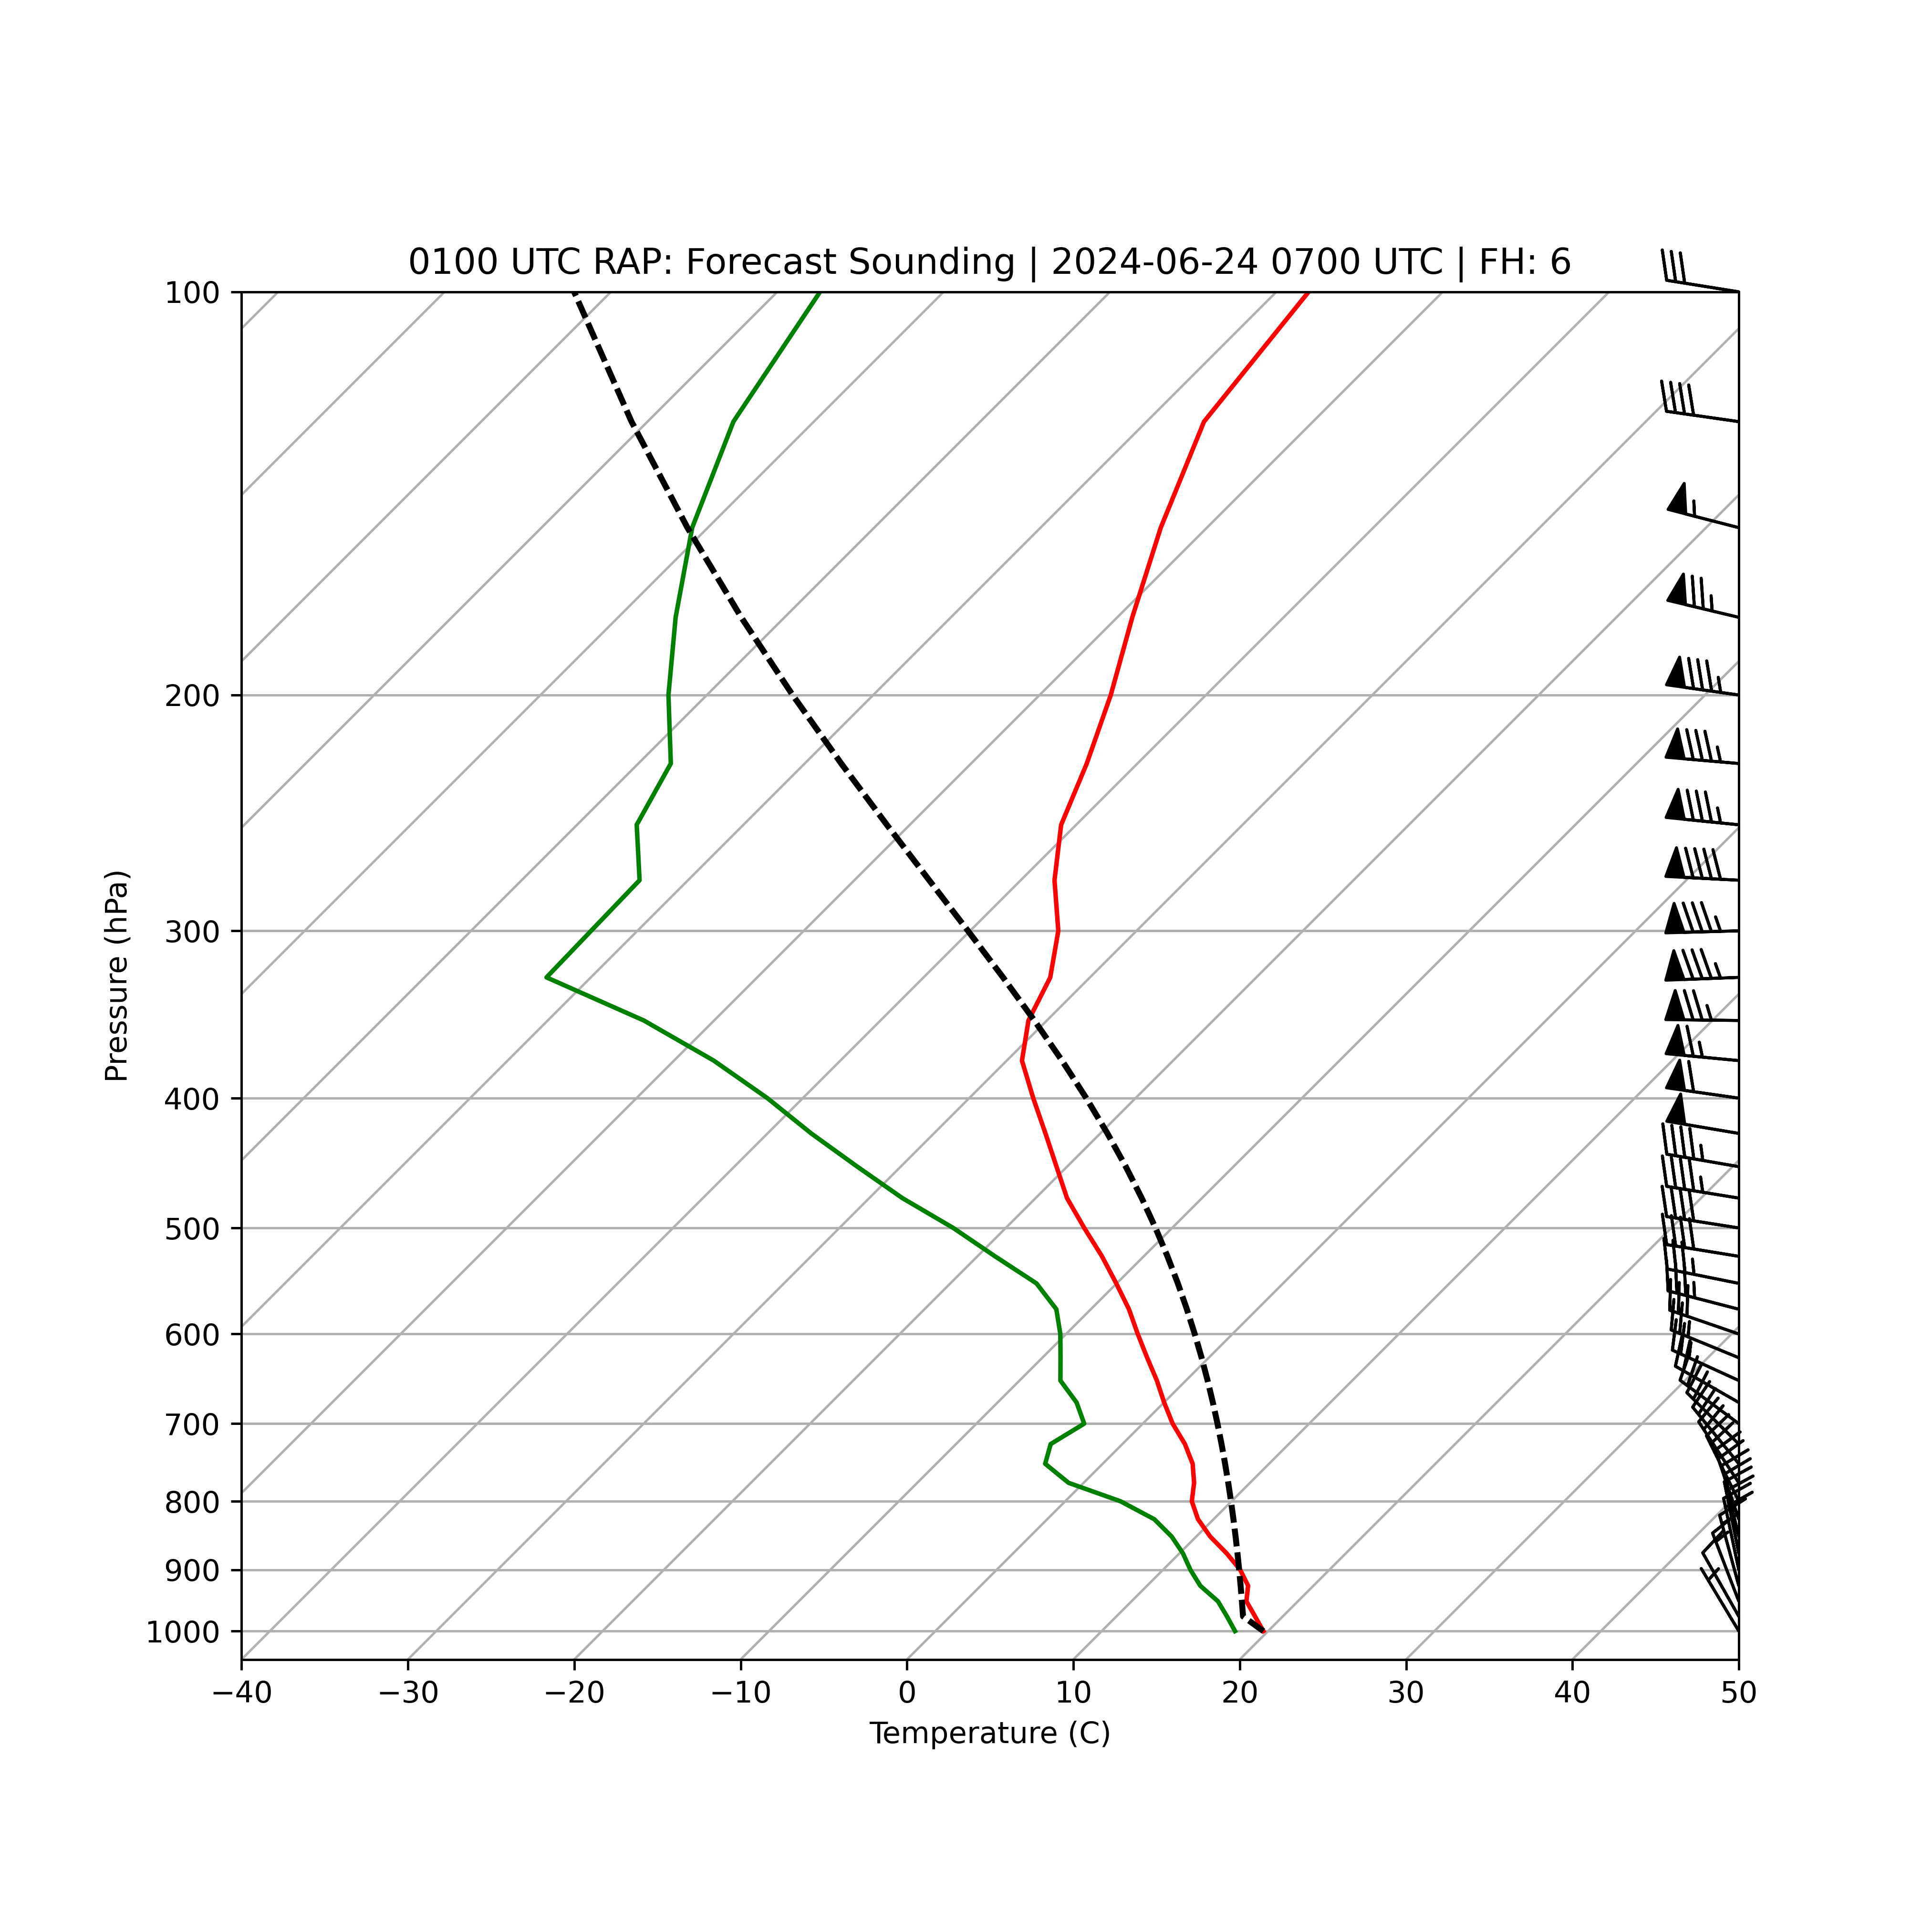 0100 UTC RAP: Forecast Sounding | 2024-06-24 0700 UTC | FH: 6
100
200
300
400
500
600
700
800
900
1000
Pressure (hPa)
−40 −30 −20 −10 0 10 20 30 40 50
Temperature (C)